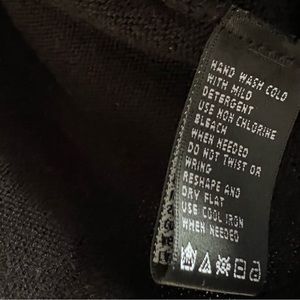 HAND WASH COLD
WITH MILD
DETERGENT
USE NON CHLORINE
BLEACH
WHEN NEEDED
DO NOT TWIST OR
WRING
RESHAPE AND
DRY FLAT
USE COOL IRON
WHEN NEEDED